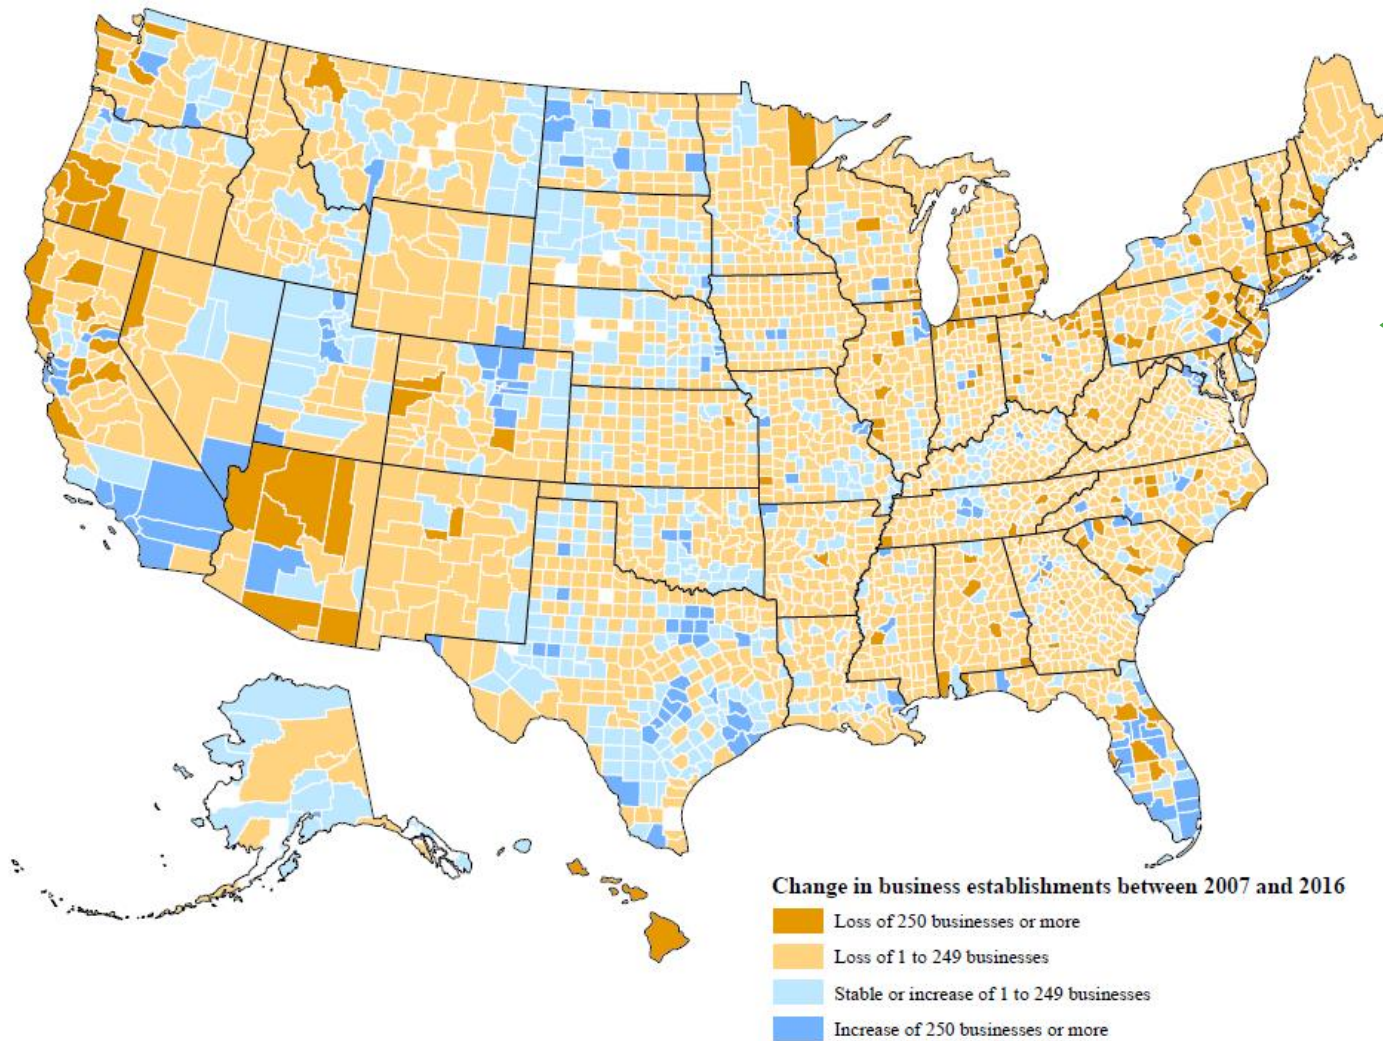 Change in business establishments between 2007 and 2016
Loss of 250 businesses or more
Loss of 1 to 249 businesses
Stable or increase of 1 to 249 businesses
Increase of 250 businesses or more